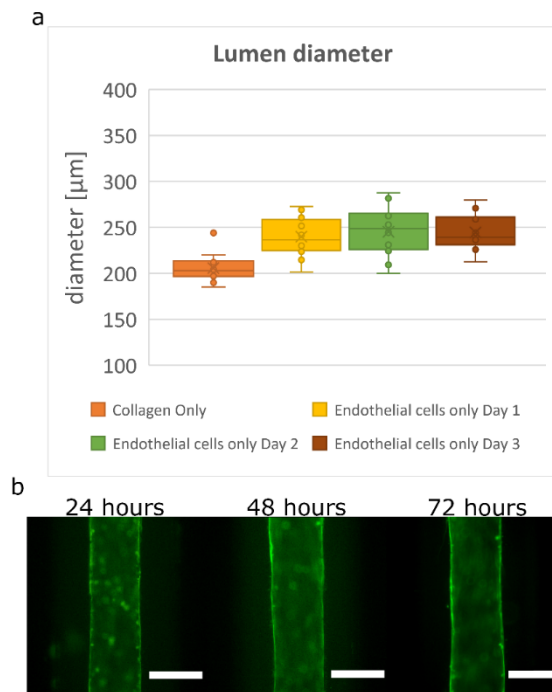 a
Lumen diameter
400
350
300
250
200
150
100
diameter [µm]
Collagen Only
Endothelial cells only Day 1
Endothelial cells only Day 2
Endothelial cells only Day 3
b
24 hours
48 hours
72 hours